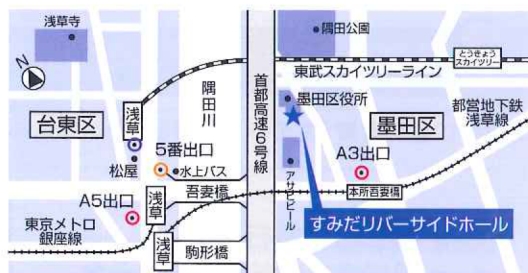 浅草寺
N
台東区
浅草
松屋
隅田川
5番出口
水上バス
A5出口
浅草
吾妻橋
東京メトロ
銀座線
浅草
駒形橋
首都高速6号線
隅田公園
とうきょう
スカイツリー
東武スカイツリーライン
墨田区役所
都営地下鉄
浅草線
墨田区
A3出口
アサヒビール
本所吾妻橋
すみだリバーサイドホール